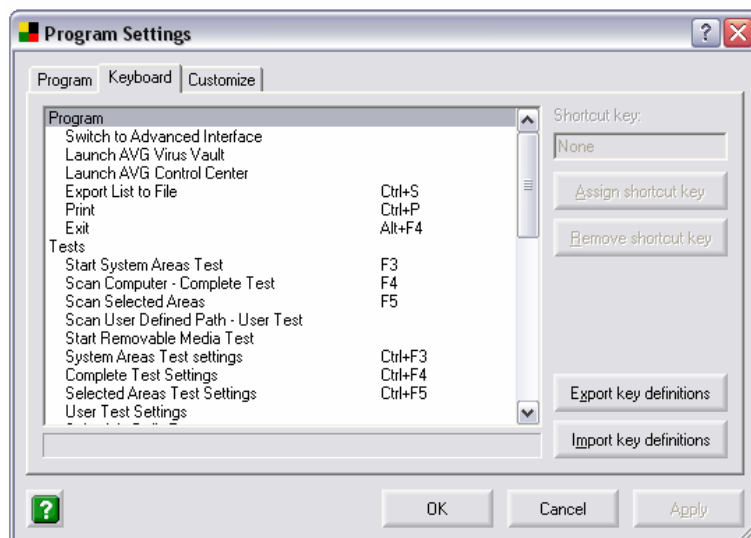 Program Settings
Program Keyboard Customize
Program
Switch to Advanced Interface
Launch AVG Virus Vault
Launch AVG Control Center
Export List to File Ctrl+S
Print Ctrl+P
Exit Alt+F4
Tests
Start System Areas Test F3
Scan Computer - Complete Test F4
Scan Selected Areas F5
Scan User Defined Path - User Test
Start Removable Media Test
System Areas Test settings Ctrl+F3
Complete Test Settings Ctrl+F4
Selected Areas Test Settings Ctrl+F5
User Test Settings
Shortcut key:
None
Assign shortcut key
Remove shortcut key
Export key definitions
Import key definitions
OK Cancel Apply